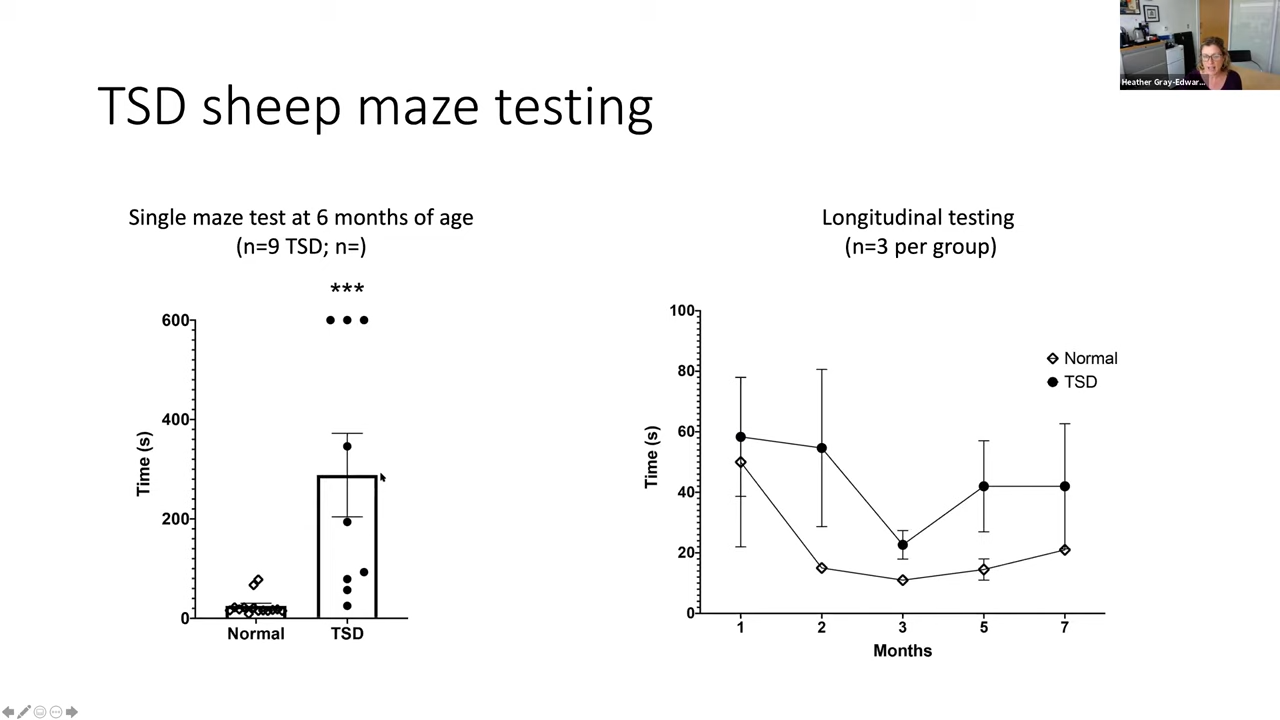 Heather Gray-Edwar...
TSD sheep maze testing
Single maze test at 6 months of age
(n=9 TSD; n=)
***
600
400
200
0
Time (s)
Normal
TSD
Longitudinal testing
(n=3 per group)
100
80
60
40
20
0
Time (s)
Normal
TSD
1
2
3
5
7
Months